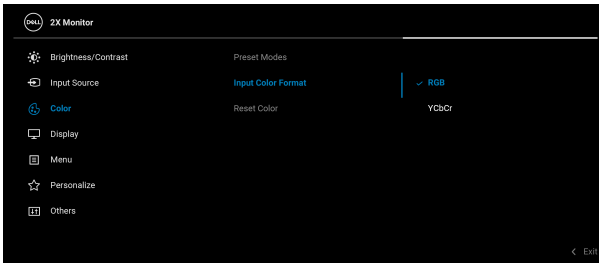 DELL 2X Monitor
Brightness/Contrast Preset Modes
Input Source Input Color Format ✓ RGB
Color Reset Color YCbCr
Display
Menu
Personalize
Others
< Exit